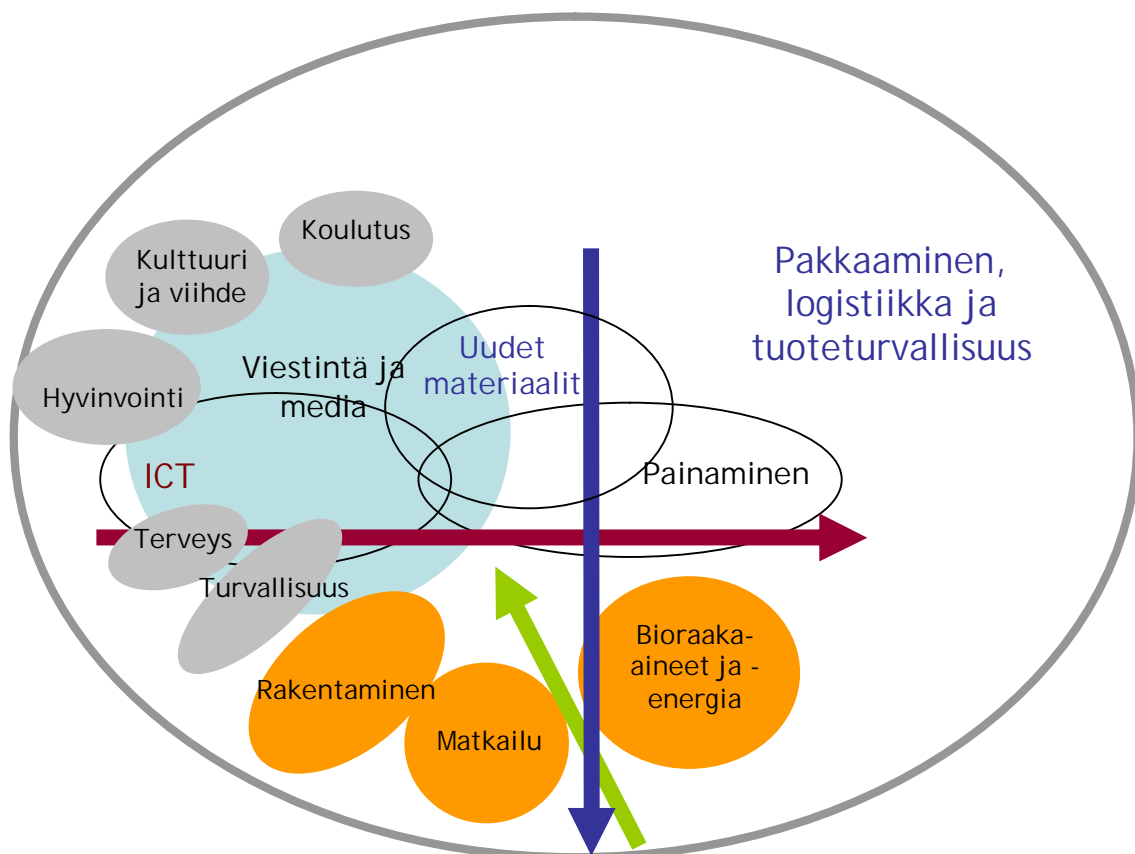 Koulutus
Kulttuuri
ja viihde
Pakkaaminen,
logistiikka ja
tuoteturvallisuus
Uudet
materiaalit
Viestintä ja
media
Hyvinvointi
ICT
Painaminen
Terveys
Turvallisuus
Bioraaka-
aineet ja -
energia
Rakentaminen
Matkailu